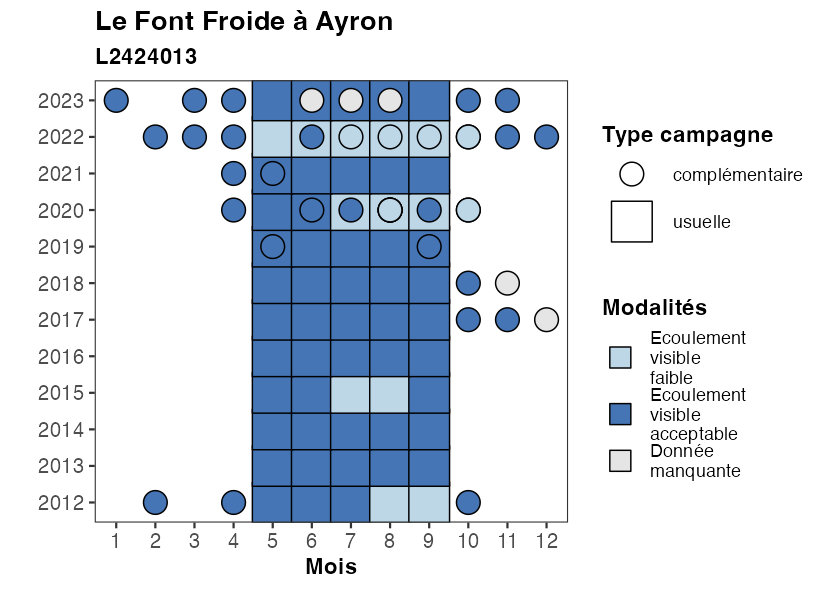 Le Font Froide à Ayron
L2424013
2023
2022
2021
2020
2019
2018
2017
2016
2015
2014
2013
2012
1 2 3 4 5 6 7 8 9 10 11 12
Mois
Type campagne
complémentaire
usuelle
Modalités
Ecoulement
visible
faible
Ecoulement
visible
acceptable
Donnée
manquante